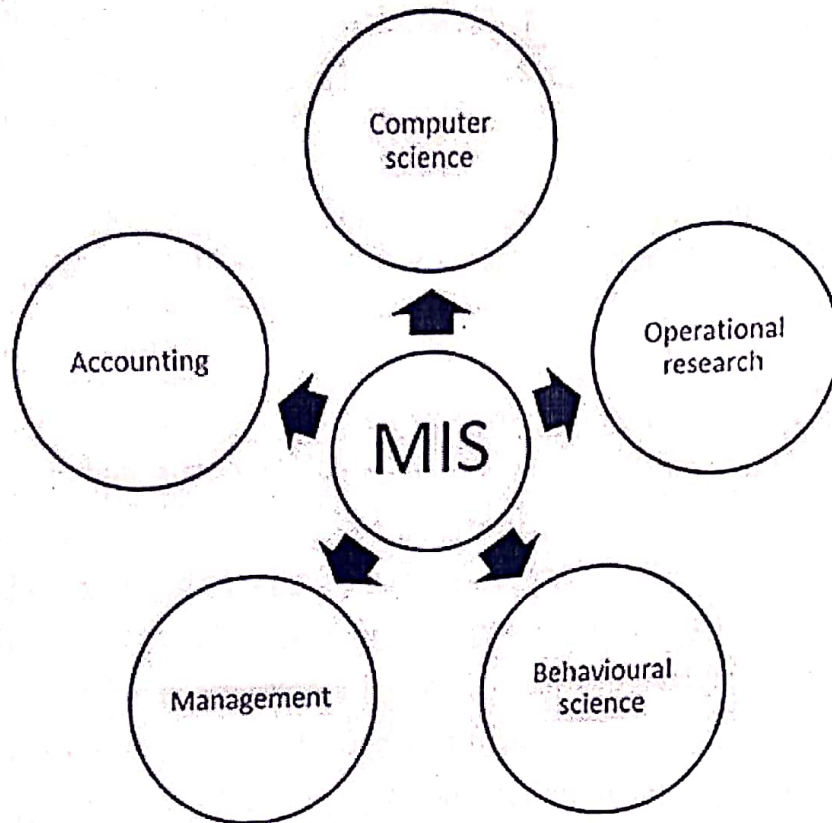 Computer
science
Accounting
Operational
research
MIS
Management
Behavioural
science